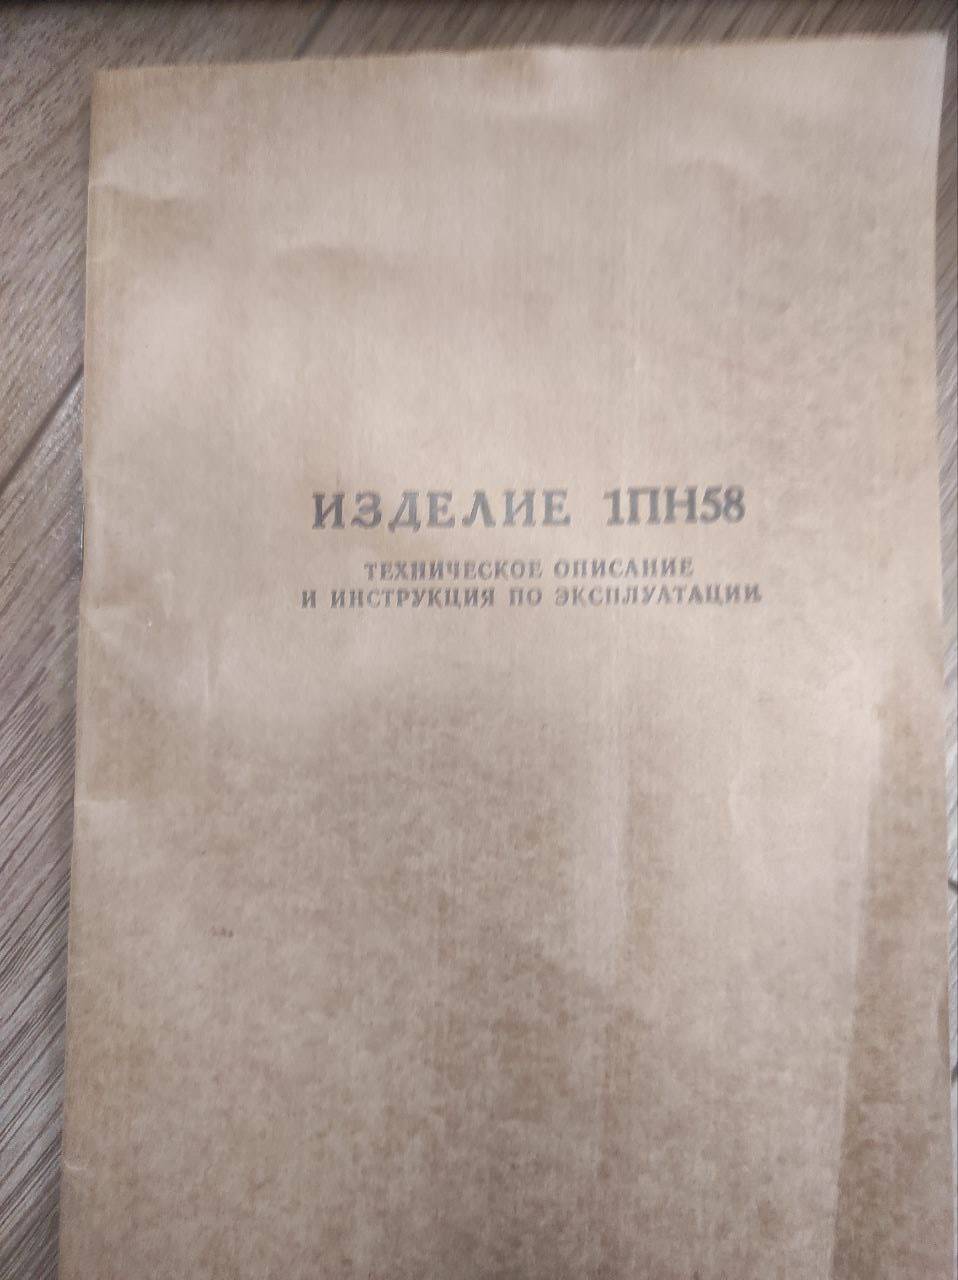 ИЗДЕЛИЕ 1ПН58
ТЕХНИЧЕСКОЕ ОПИСАНИЕ
И ИНСТРУКЦИЯ ПО ЭКСПЛУАТАЦИИ